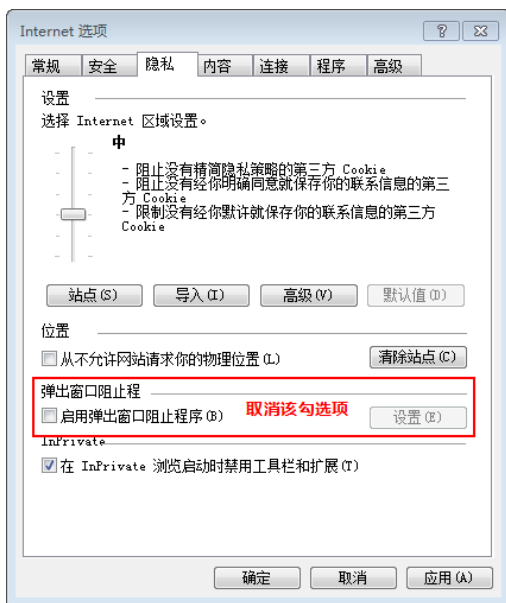 Internet 选项
常规 安全 隐私 内容 连接 程序 高级
设置
选择 Internet 区域设置。
中
- 阻止没有精简隐私策略的第三方 Cookie
- 阻止没有经你明确同意就保存你的联系信息的第三
方 Cookie
- 限制没有经你默许就保存你的联系信息的第三方
Cookie
站点(S) 导入(I) 高级(V) 默认值(D)
位置
从不允许网站请求你的物理位置(L) 清除站点(C)
弹出窗口阻止程
启用弹出窗口阻止程序(B) 取消该勾选项 设置(E)
InPrivate
在 InPrivate 浏览启动时禁用工具栏和扩展(T)
确定 取消 应用(A)